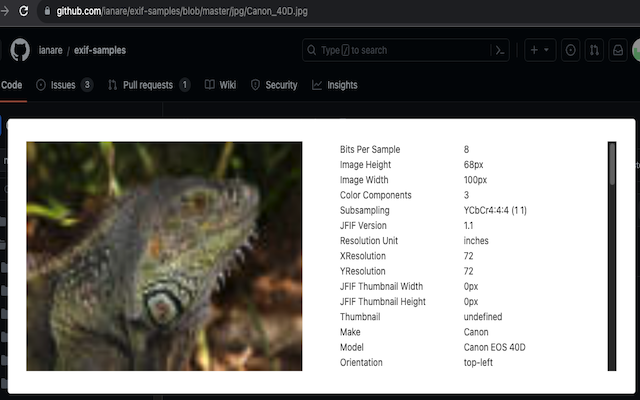 github.com/ianare/exif-samples/blob/master/jpg/Canon_40D.jpg
ianare / exif-samples
Type / to search
Code Issues 3 Pull requests 1 Wiki Security Insights
Bits Per Sample 8
Image Height 68px
Image Width 100px
Color Components 3
Subsampling YCbCr4:4:4 (1 1)
JFIF Version 1.1
Resolution Unit inches
XResolution 72
YResolution 72
JFIF Thumbnail Width 0px
JFIF Thumbnail Height 0px
Thumbnail undefined
Make Canon
Model Canon EOS 40D
Orientation top-left